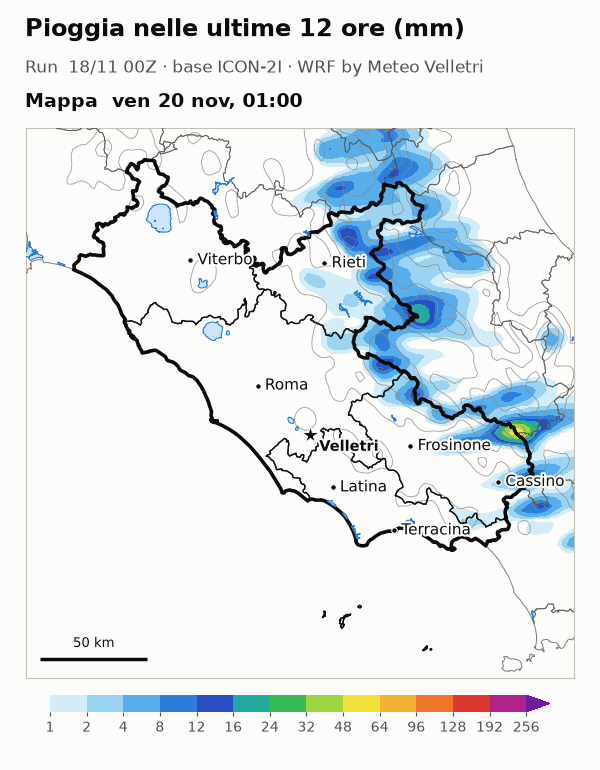 Pioggia nelle ultime 12 ore (mm)
Run 18/11 00Z · base ICON-2I · WRF by Meteo Velletri
Mappa ven 20 nov, 01:00
Viterbo
Rieti
Roma
Velletri
Frosinone
Cassino
Latina
Terracina
50 km
1 2 4 8 12 16 24 32 48 64 96 128 192 256